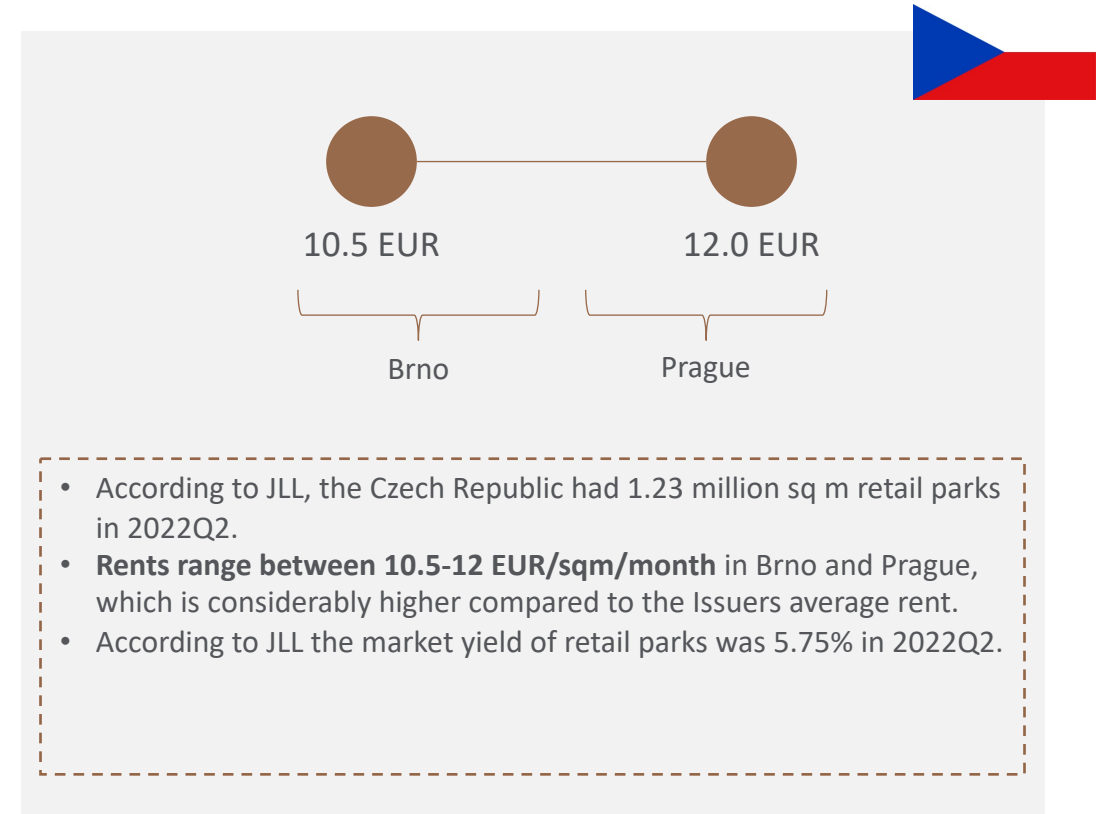 10.5 EUR 12.0 EUR
Brno Prague
• According to JLL, the Czech Republic had 1.23 million sq m retail parks
in 2022Q2.
• Rents range between 10.5-12 EUR/sqm/month in Brno and Prague,
which is considerably higher compared to the Issuers average rent.
• According to JLL the market yield of retail parks was 5.75% in 2022Q2.